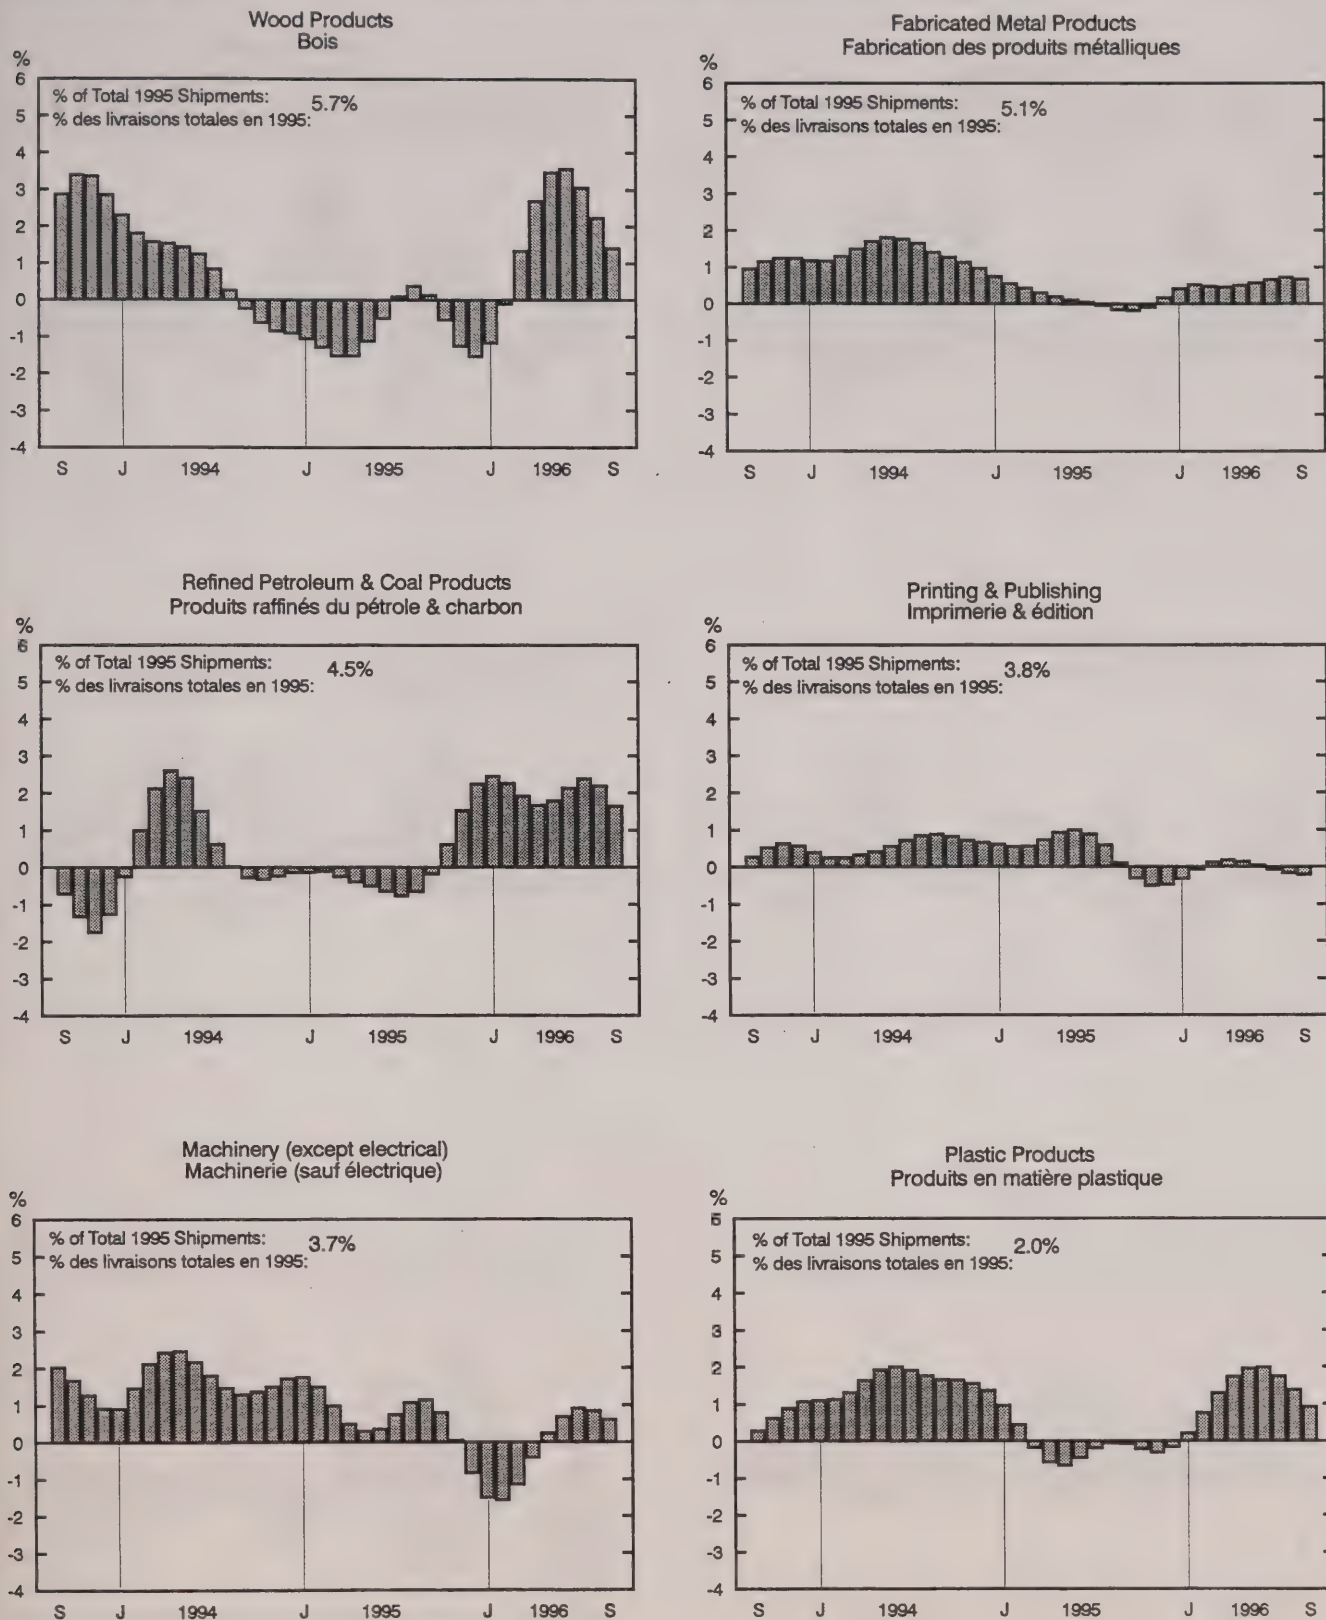 Wood Products
Bois
%
6
5
4
3
2
1
0
-1
-2
-3
-4
% of Total 1995 Shipments: 5.7%
% des livraisons totales en 1995:
S J 1994 J 1995 J 1996 S
Fabricated Metal Products
Fabrication des produits métalliques
%
6
5
4
3
2
1
0
-1
-2
-3
-4
% of Total 1995 Shipments: 5.1%
% des livraisons totales en 1995:
S J 1994 J 1995 J 1996 S
Refined Petroleum & Coal Products
Produits raffinés du pétrole & charbon
%
6
5
4
3
2
1
0
-1
-2
-3
-4
% of Total 1995 Shipments: 4.5%
% des livraisons totales en 1995:
S J 1994 J 1995 J 1996 S
Printing & Publishing
Imprimerie & édition
%
6
5
4
3
2
1
0
-1
-2
-3
-4
% of Total 1995 Shipments: 3.8%
% des livraisons totales en 1995:
S J 1994 J 1995 J 1996 S
Machinery (except electrical)
Machinerie (sauf électrique)
%
6
5
4
3
2
1
0
-1
-2
-3
-4
% of Total 1995 Shipments: 3.7%
% des livraisons totales en 1995:
S J 1994 J 1995 J 1996 S
Plastic Products
Produits en matière plastique
%
6
5
4
3
2
1
0
-1
-2
-3
-4
% of Total 1995 Shipments: 2.0%
% des livraisons totales en 1995:
S J 1994 J 1995 J 1996 S